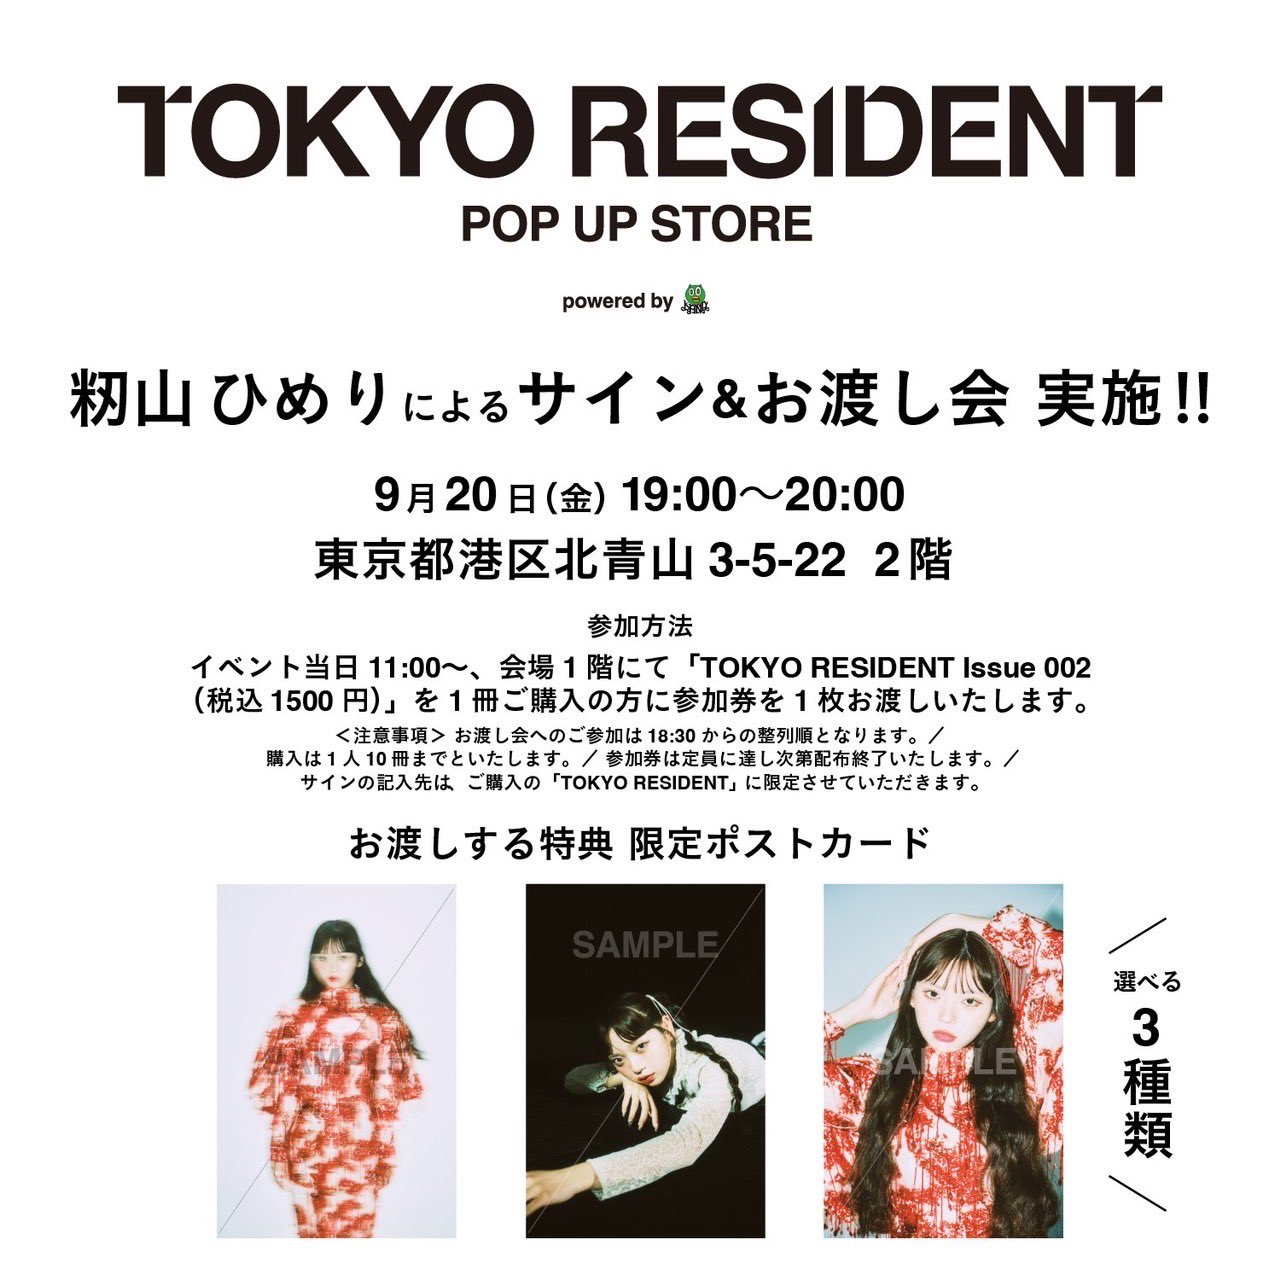 TOKYO RESIDENT
POP UP STORE
powered by
籾山ひめりによるサイン&お渡し会 実施!!
9月20日(金) 19:00〜20:00
東京都港区北青山 3-5-22 2階
参加方法
イベント当日 11:00〜、会場 1 階にて「TOKYO RESIDENT Issue 002
（税込 1500 円）」を 1 冊ご購入の方に参加券を 1 枚お渡しいたします。
＜注意事項＞ お渡し会へのご参加は 18:30 からの整列順となります。／
購入は 1 人 10 冊までといたします。／ 参加券は定員に達し次第配布終了いたします。／
サインの記入先は、ご購入の「TOKYO RESIDENT」に限定させていただきます。
お渡しする特典 限定ポストカード
SAMPLE
SAMPLE
SAMPLE
選べる
3種類